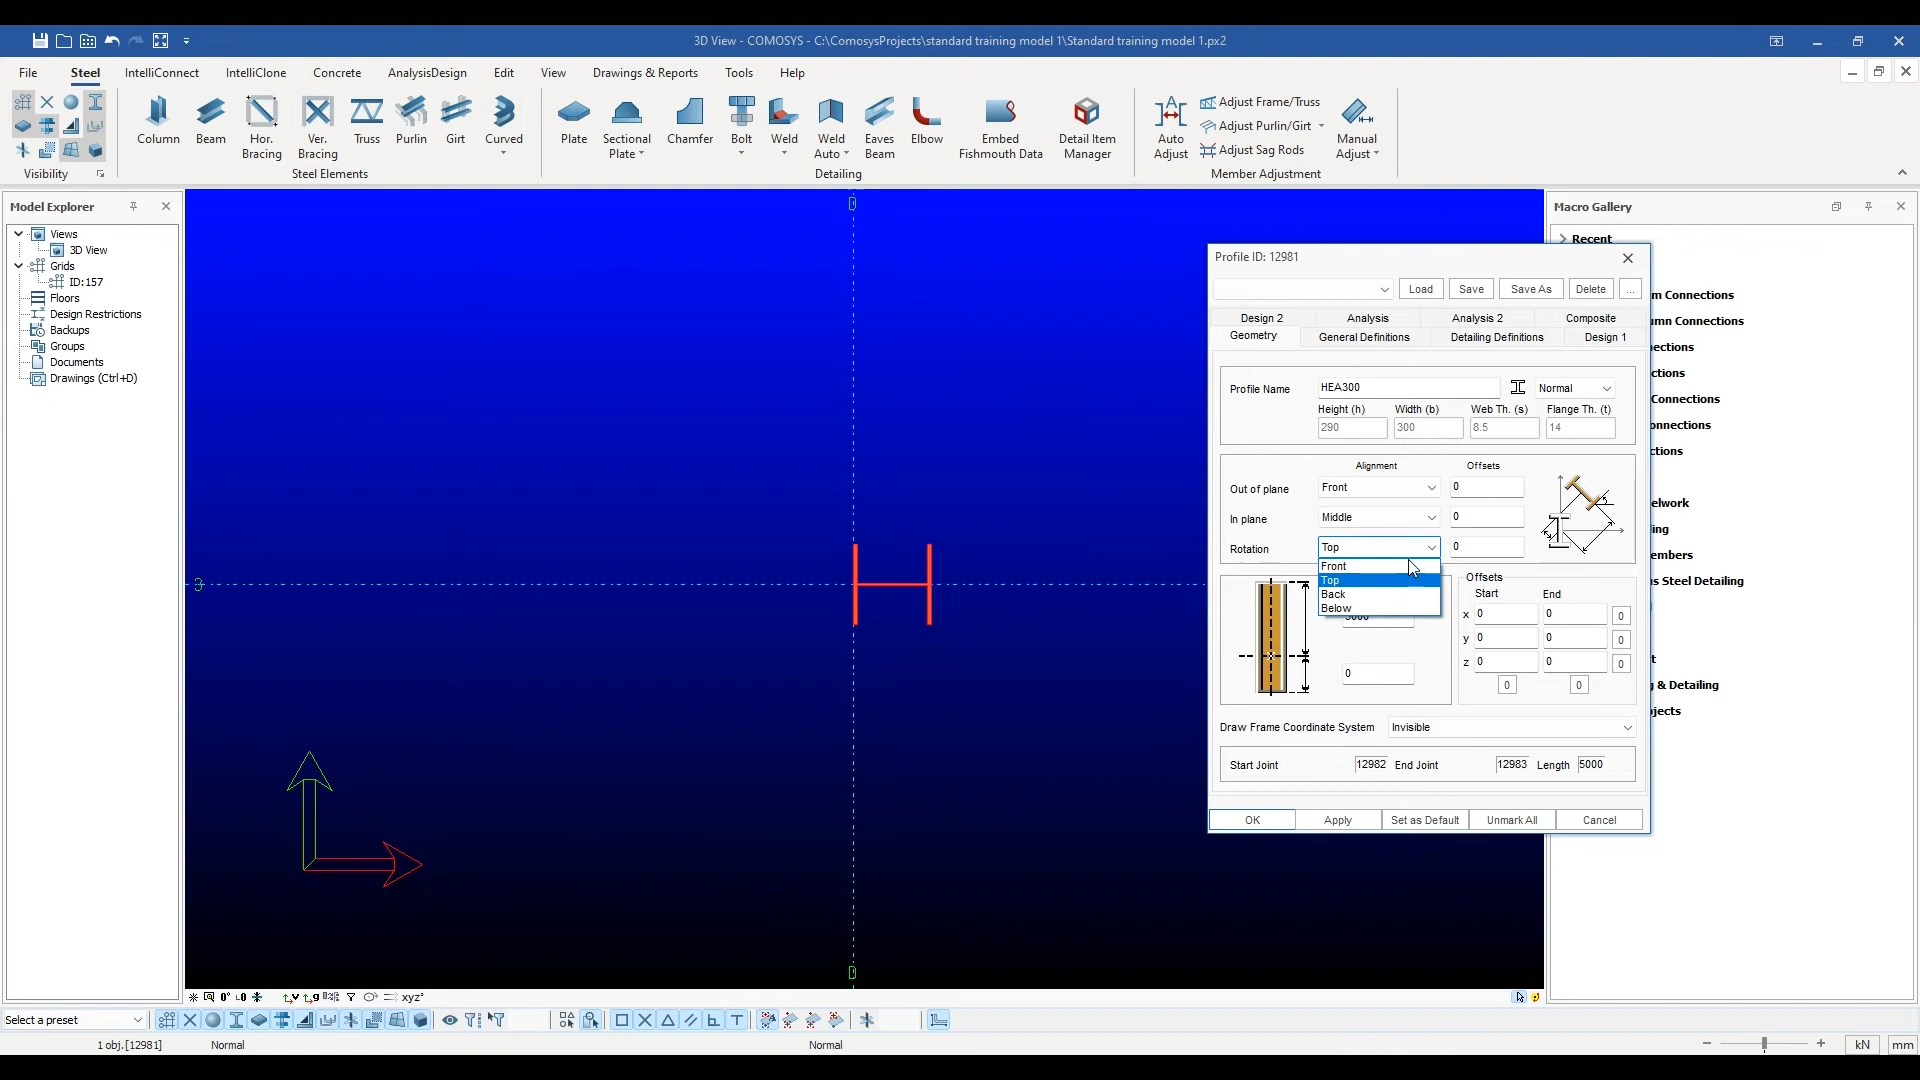 3D View - COMOSYS - C:\ComosysProjects\standard training model 1\Standard training model 1.px2
File Steel IntelliConnect IntelliClone Concrete AnalysisDesign Edit View Drawings & Reports Tools Help
Column Beam Hor. Bracing Ver. Bracing Truss Purlin Girt Curved Plate Sectional Plate Chamfer Bolt Weld Weld Auto Eaves Beam Elbow Embed Fishmouth Data Detail Item Manager Auto Adjust Adjust Frame/Truss Adjust Purlin/Girt Adjust Sag Rods Manual Adjust
Visibility Steel Elements Detailing Member Adjustment
Model Explorer
Views
3D View
Grids
ID:157
Floors
Design Restrictions
Backups
Groups
Documents
Drawings (Ctrl+D)
D
3
D
Profile ID: 12981
Load Save Save As Delete ...
Design 2 Analysis Analysis 2 Composite
Geometry General Definitions Detailing Definitions Design 1
Profile Name HEA300 Normal
Height (h) Width (b) Web Th. (s) Flange Th. (t)
290 300 8.5 14
Alignment Offsets
Out of plane Front 0
In plane Middle 0
Rotation Top 0
Front
Top
Back
Below
5000
0
Offsets
Start End
x 0 0 0
y 0 0 0
z 0 0 0
0 0
Draw Frame Coordinate System Invisible
Start Joint 12982 End Joint 12983 Length 5000
OK Apply Set as Default Unmark All Cancel
Macro Gallery
Recent
m Connections
umn Connections
nections
ctions
Connections
onnections
ctions
elwork
ing
embers
s Steel Detailing
t
g & Detailing
ojects
xyz
Select a preset
1 obj.[12981] Normal Normal kN mm